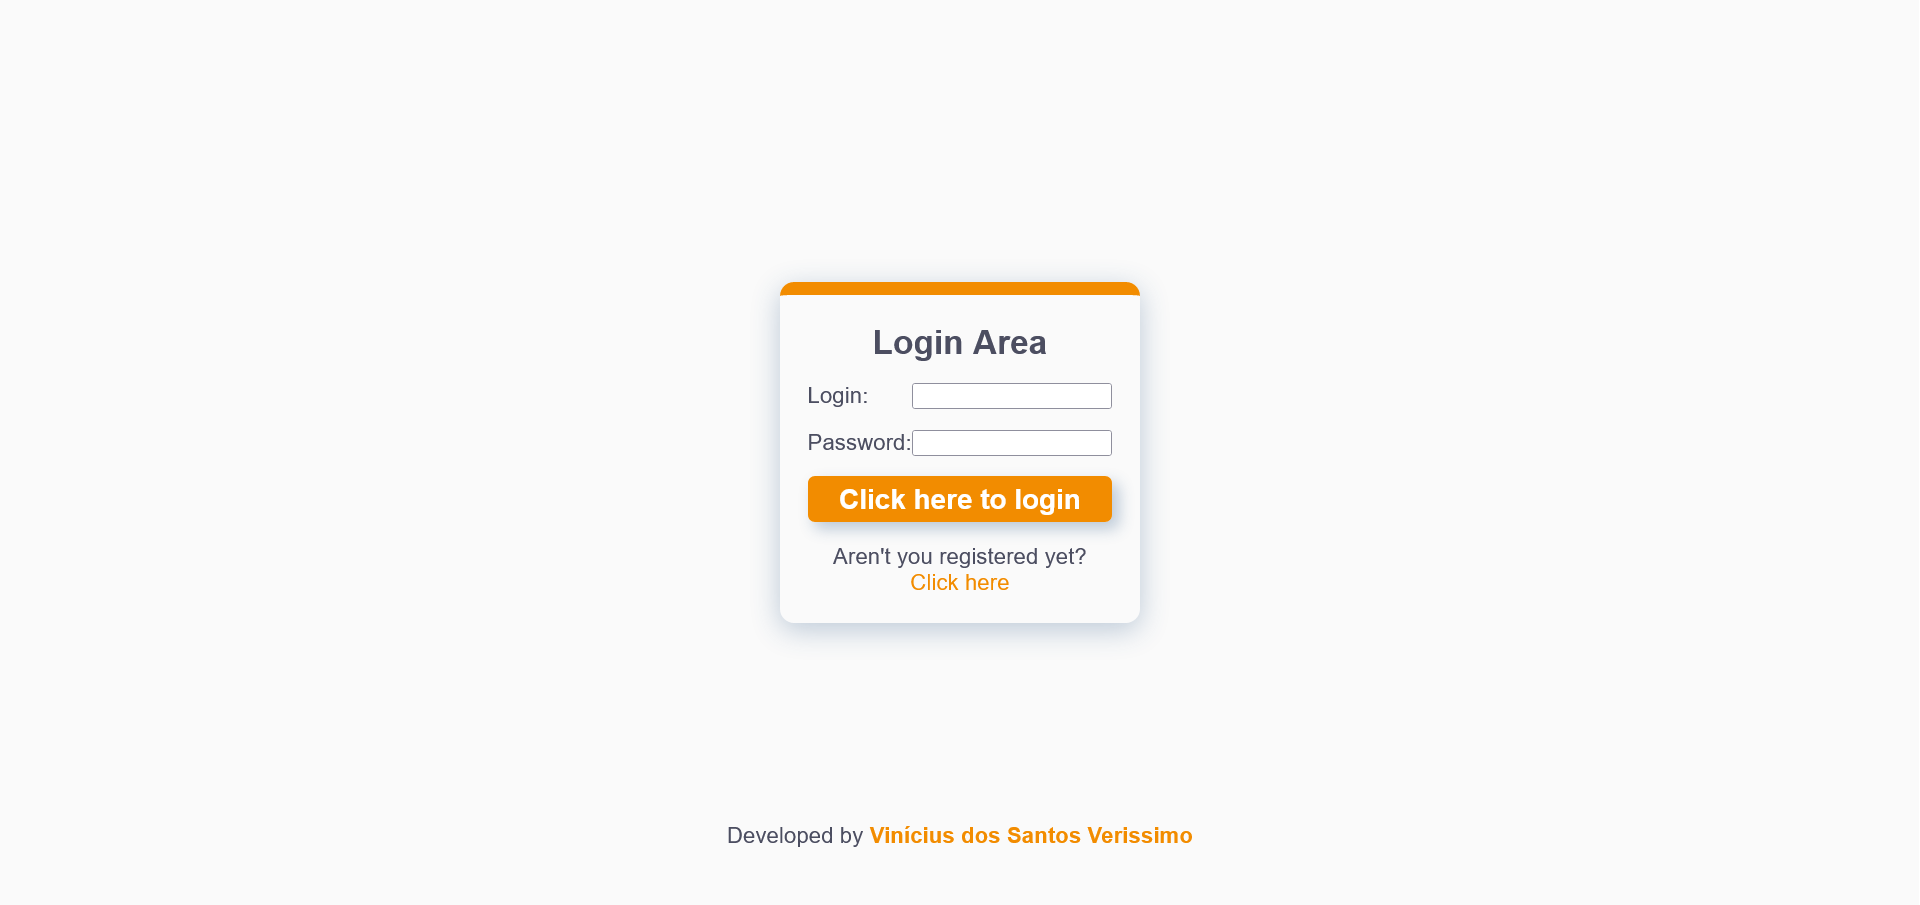 Login Area
Login:
Password:
Click here to login
Aren't you registered yet?
Click here
Developed by Vinícius dos Santos Verissimo